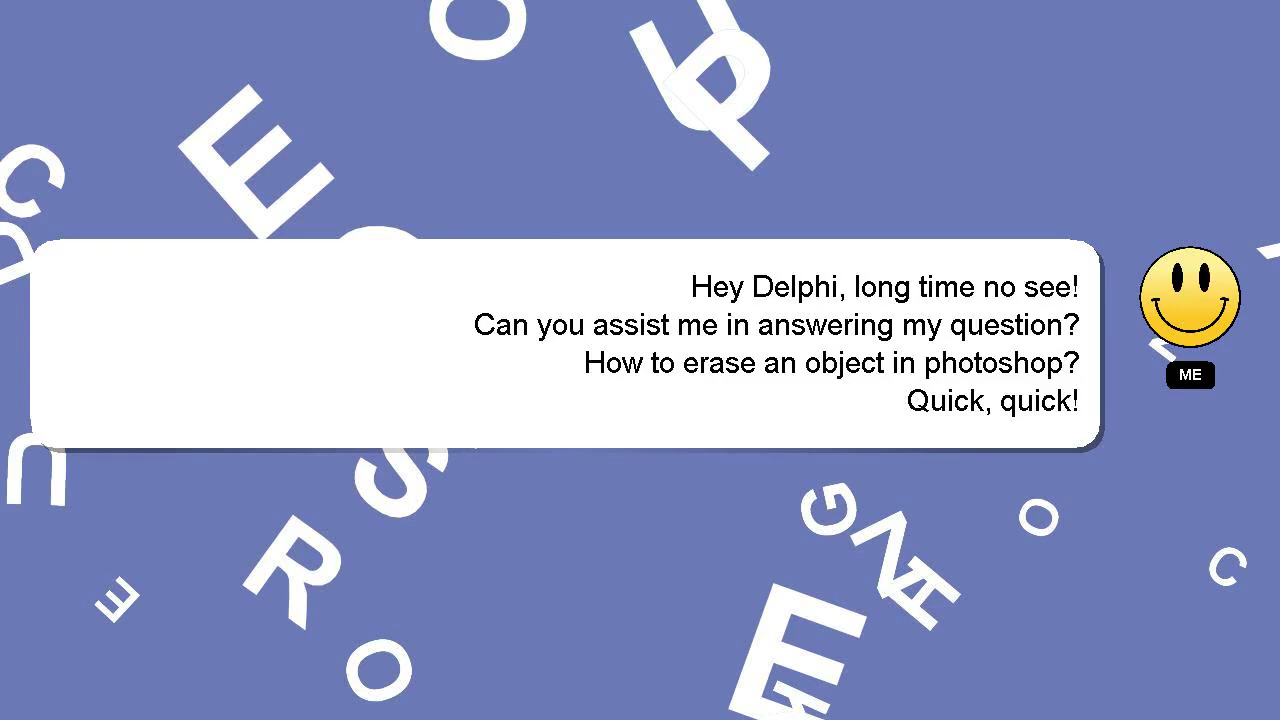 Hey Delphi, long time no see!
Can you assist me in answering my question?
How to erase an object in photoshop?
Quick, quick!
ME
O
U
P
E
C
U
S
R
E
O
G
V
A
O
C
E